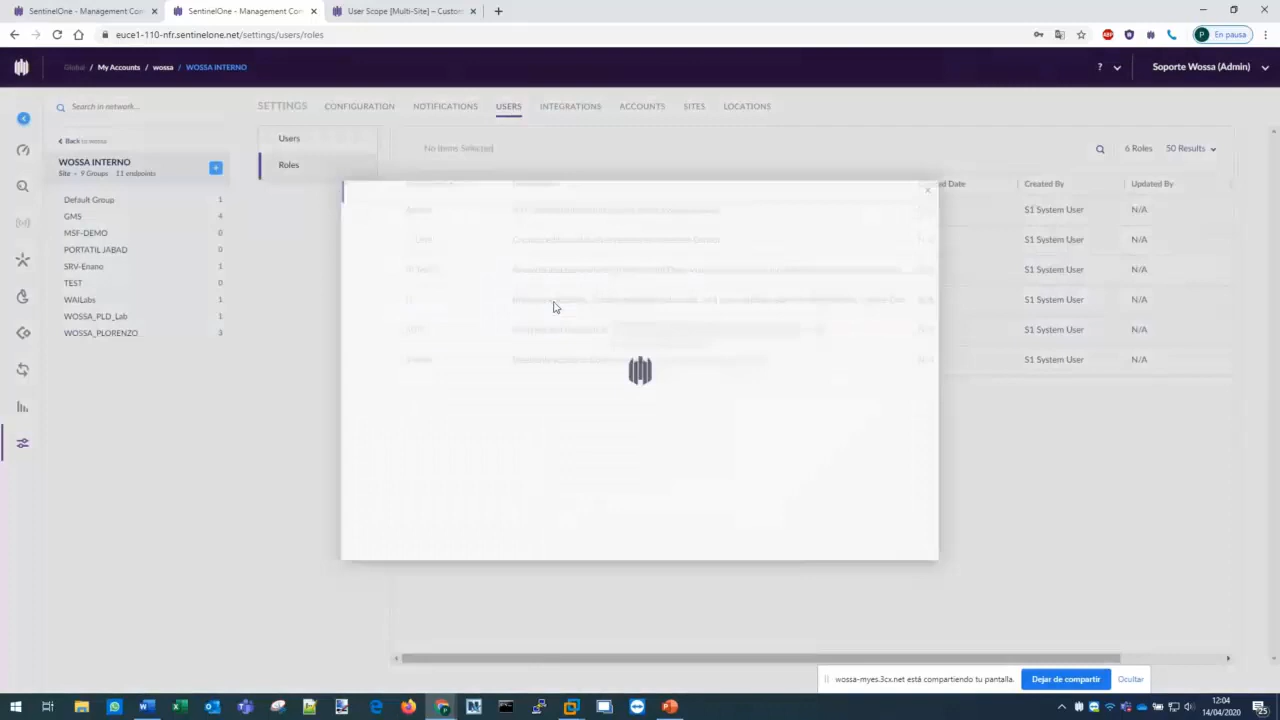 SentinelOne - Management Con
SentinelOne - Management Con
User Scope [Multi-Site] – Custom
euce1-110-nfr.sentinelone.net/settings/users/roles
ABP
P
En pausa
Global
My Accounts
wossa
WOSSA INTERNO
?
Soporte Wossa (Admin)
Search in network...
SETTINGS
CONFIGURATION
NOTIFICATIONS
USERS
INTEGRATIONS
ACCOUNTS
SITES
LOCATIONS
Back to wossa
Users
No Items Selected
6 Roles
50 Results
WOSSA INTERNO
Site - 9 Groups 11 endpoints
Roles
Date
Created By
Updated By
Default Group 1
GMS 4
MSF-DEMO 0
PORTATIL JABAD 0
SRV-Enano 1
TEST 0
WAILabs 1
WOSSA_PLD_Lab 1
WOSSA_PLORENZO 3
S1 System User N/A
S1 System User N/A
S1 System User N/A
S1 System User N/A
S1 System User N/A
S1 System User N/A
wossa-myes.3cx.net está compartiendo tu pantalla.
Dejar de compartir
Ocultar
12:04
14/04/2020
25